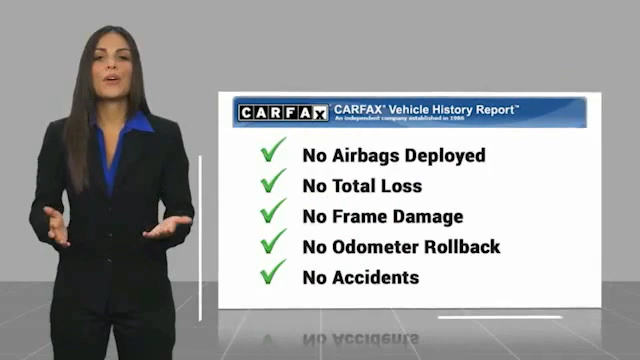 CARFAX CARFAX® Vehicle History Report™
An independent company established in 1986
No Airbags Deployed
No Total Loss
No Frame Damage
No Odometer Rollback
No Accidents